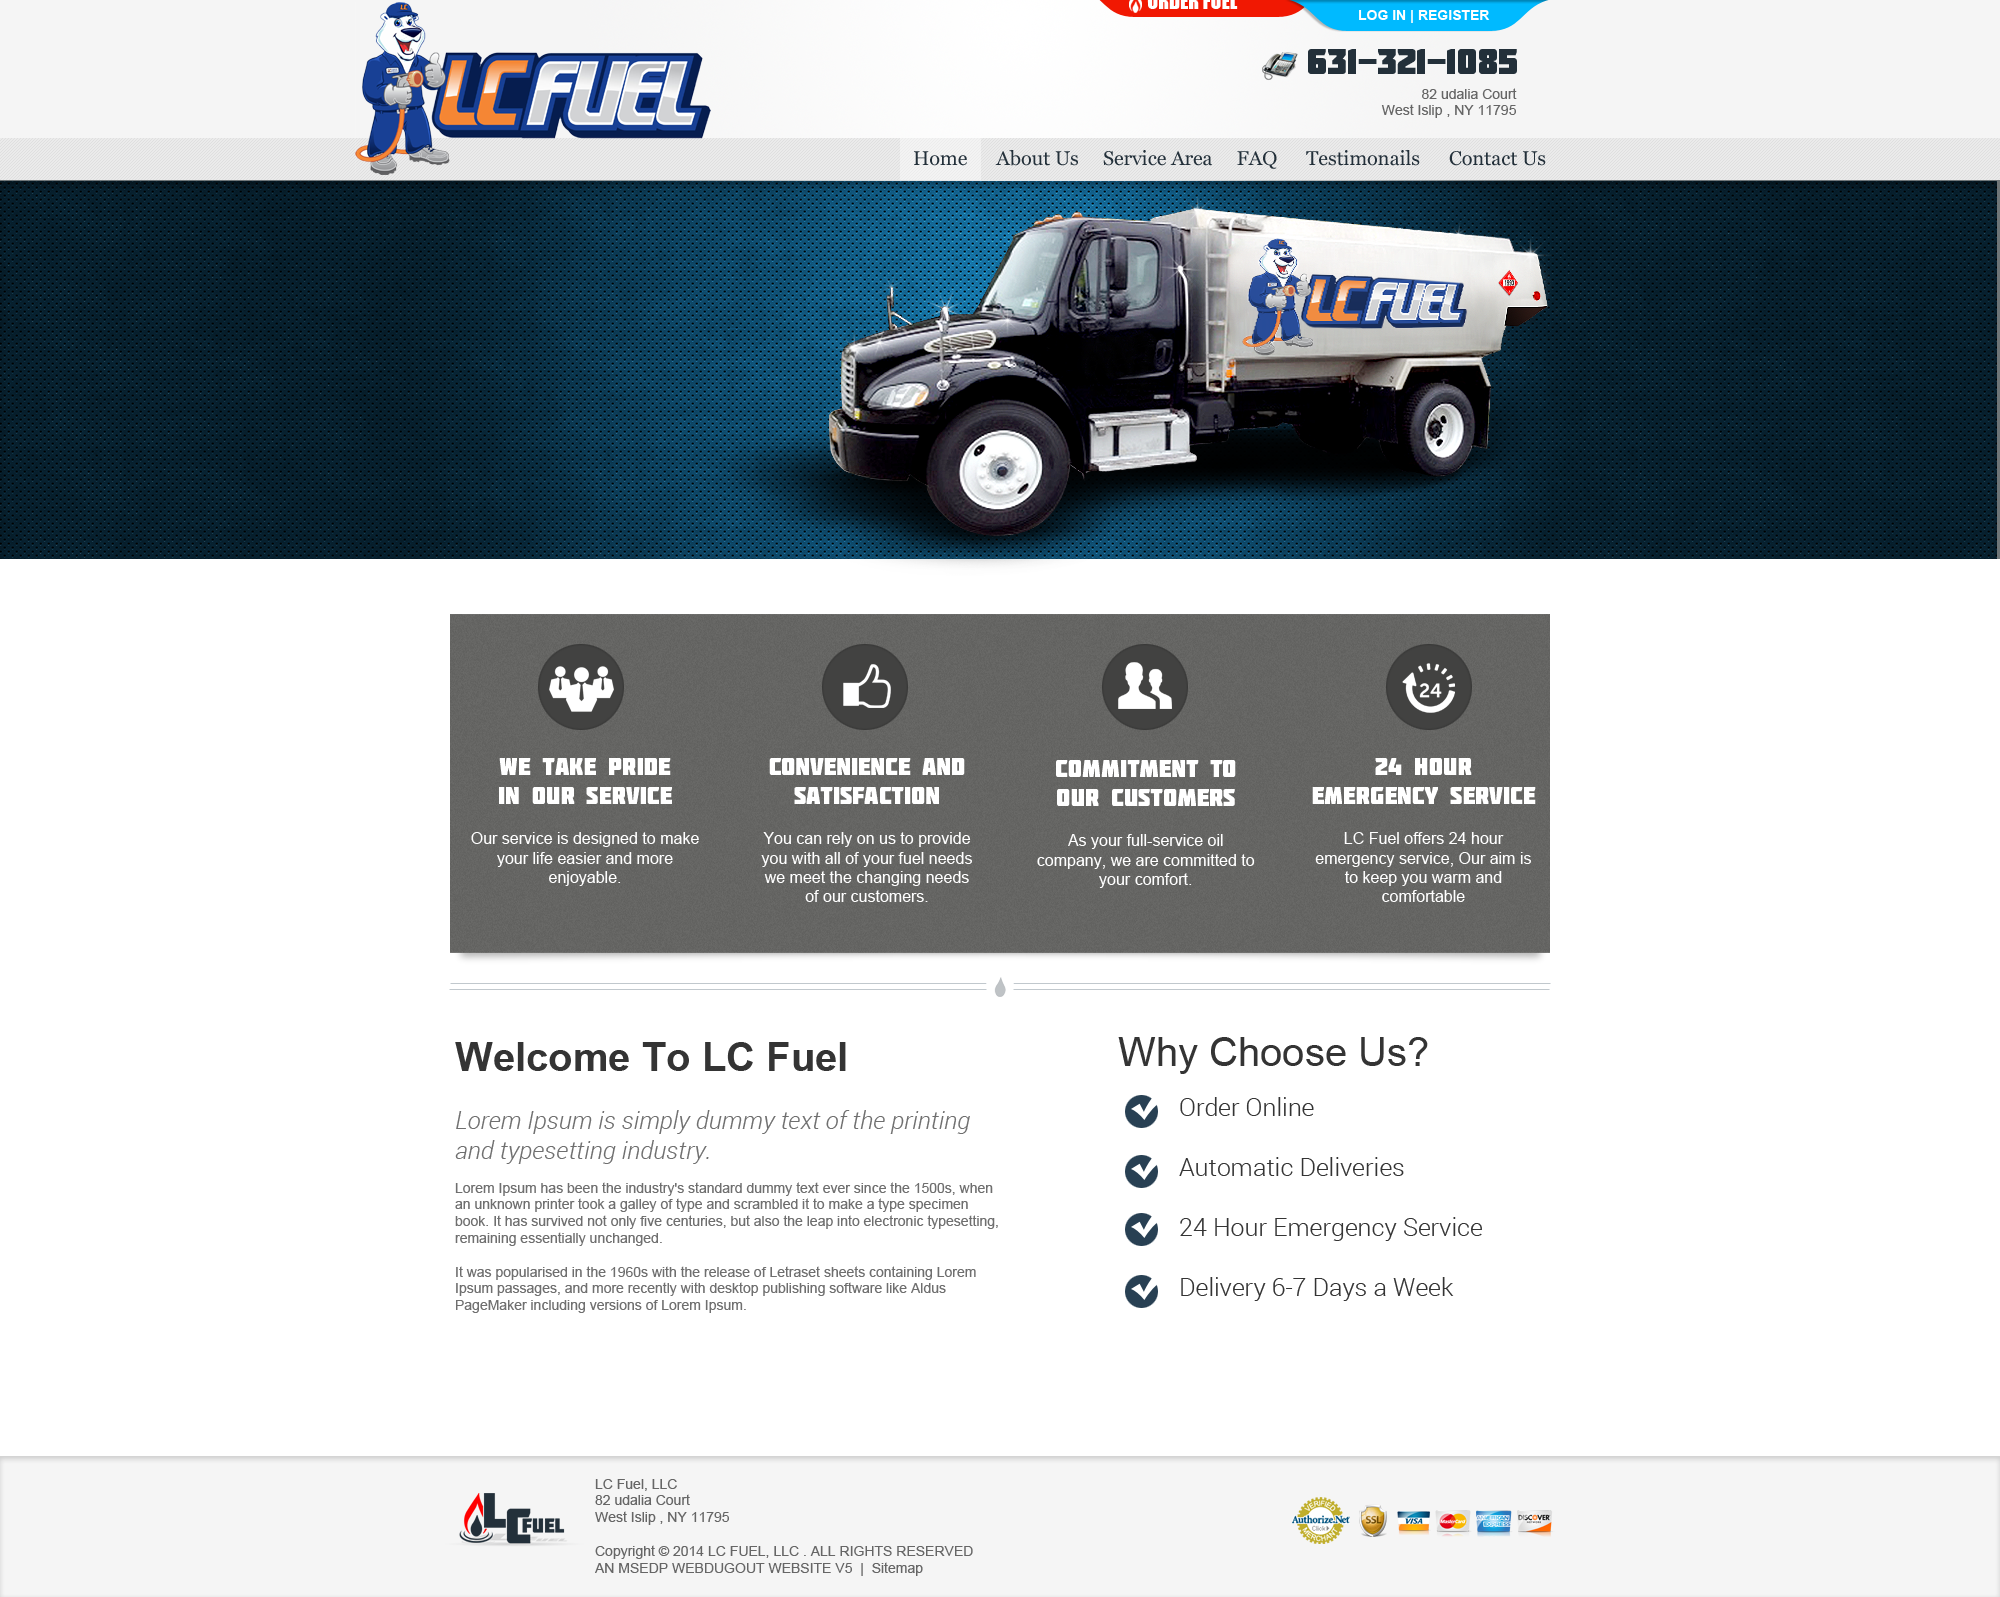 ORDER FUEL
LOG IN | REGISTER
LC FUEL
631-321-1085
82 udalia Court
West Islip , NY 11795
Home About Us Service Area FAQ Testimonails Contact Us
LC FUEL
1993
WE TAKE PRIDE
IN OUR SERVICE
Our service is designed to make
your life easier and more
enjoyable.
CONVENIENCE AND
SATISFACTION
You can rely on us to provide
you with all of your fuel needs
we meet the changing needs
of our customers.
COMMITMENT TO
OUR CUSTOMERS
As your full-service oil
company, we are committed to
your comfort.
24
24 HOUR
EMERGENCY SERVICE
LC Fuel offers 24 hour
emergency service, Our aim is
to keep you warm and
comfortable
Welcome To LC Fuel
Lorem Ipsum is simply dummy text of the printing
and typesetting industry.
Lorem Ipsum has been the industry's standard dummy text ever since the 1500s, when
an unknown printer took a galley of type and scrambled it to make a type specimen
book. It has survived not only five centuries, but also the leap into electronic typesetting,
remaining essentially unchanged.
It was popularised in the 1960s with the release of Letraset sheets containing Lorem
Ipsum passages, and more recently with desktop publishing software like Aldus
PageMaker including versions of Lorem Ipsum.
Why Choose Us?
Order Online
Automatic Deliveries
24 Hour Emergency Service
Delivery 6-7 Days a Week
LC FUEL
LC Fuel, LLC
82 udalia Court
West Islip , NY 11795
Copyright © 2014 LC FUEL, LLC . ALL RIGHTS RESERVED
AN MSEDP WEBDUGOUT WEBSITE V5 | Sitemap
VERIFIED
Authorize.Net
Click
MERCHANT
SSL
VISA
MasterCard
AMERICAN EXPRESS
DISCOVER